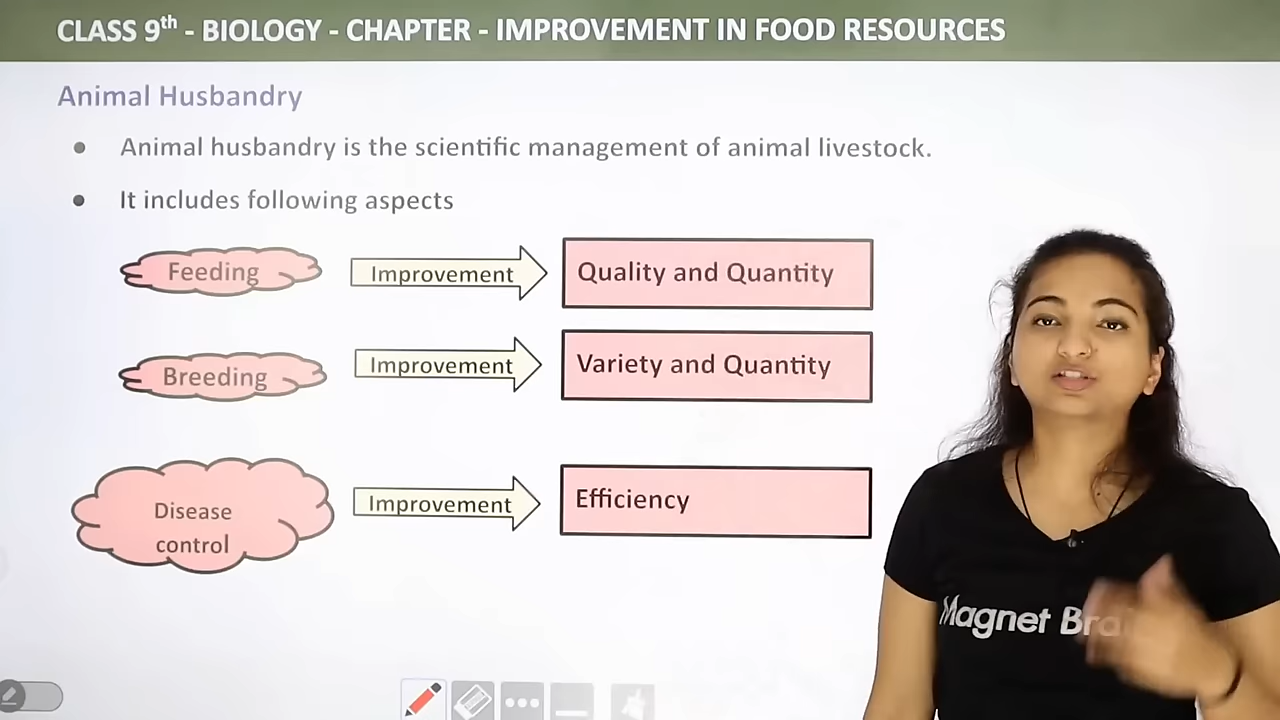 CLASS 9th - BIOLOGY - CHAPTER - IMPROVEMENT IN FOOD RESOURCES
Animal Husbandry
• Animal husbandry is the scientific management of animal livestock.
• It includes following aspects
Feeding
Improvement
Quality and Quantity
Breeding
Improvement
Variety and Quantity
Disease
control
Improvement
Efficiency
Magnet